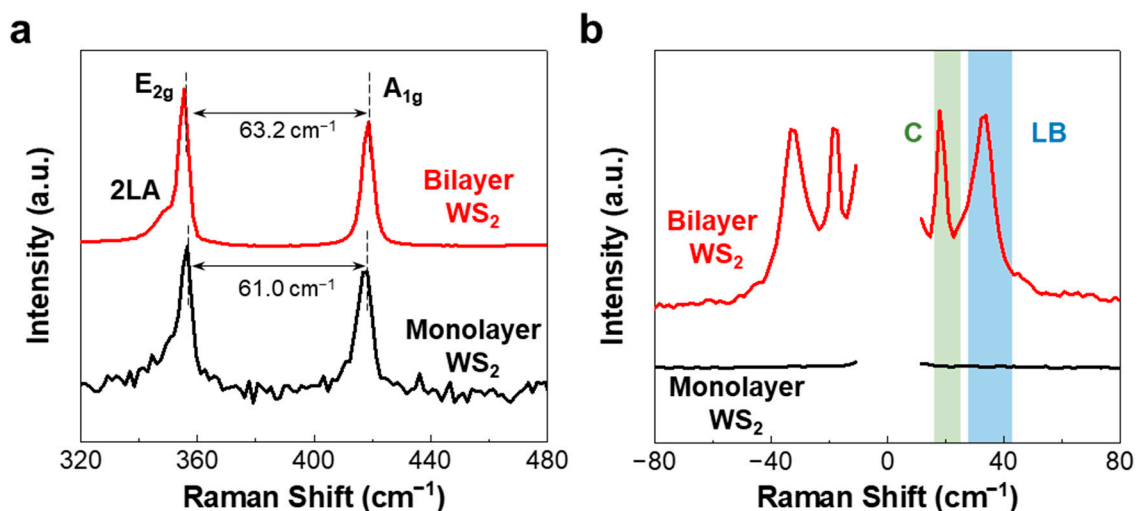 a
E₂g
A₁g
63.2 cm⁻¹
2LA
Bilayer
WS₂
61.0 cm⁻¹
Monolayer
WS₂
Intensity (a.u.)
320 360 400 440 480
Raman Shift (cm⁻¹)
b
C
LB
Bilayer
WS₂
Monolayer
WS₂
Intensity (a.u.)
−80 −40 0 40 80
Raman Shift (cm⁻¹)